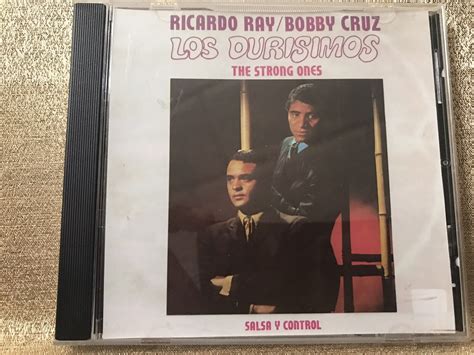 RICARDO RAY/BOBBY CRUZ
LOS DURISIMOS
THE STRONG ONES
SALSA Y CONTROL